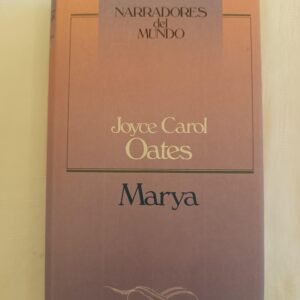 NARRADORES
del
MUNDO
Joyce Carol
Oates
Marya